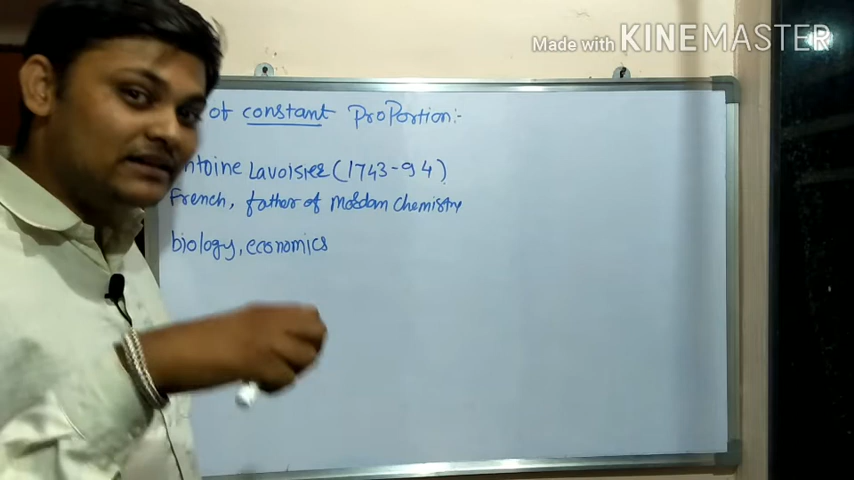 Made with KINEMASTER
of constant Proportion:-
ntoine Lavoisier (1743-94)
French, father of Modern Chemistry
biology, economics